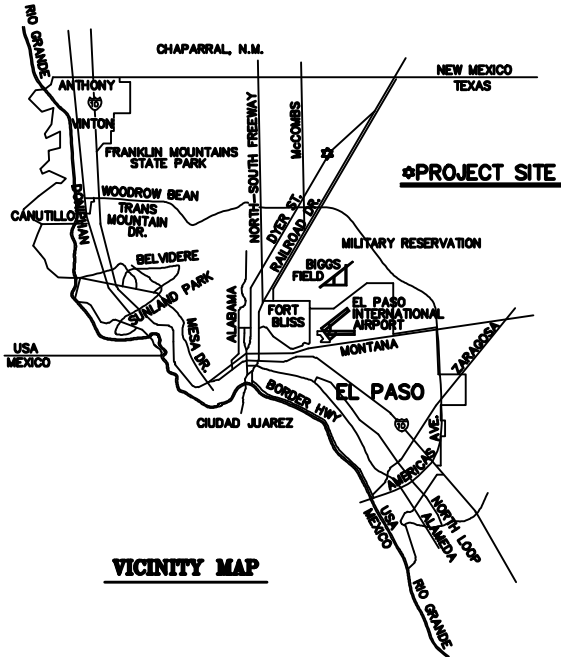 RIO GRANDE
CHAPARRAL, N.M.
NEW MEXICO
TEXAS
ANTHONY
10
VINTON
NORTH-SOUTH FREEWAY
McCOMBS
FRANKLIN MOUNTAINS
STATE PARK
PROJECT SITE
WOODROW BEAN
TRANS
MOUNTAIN
DR.
CANUTILLO
DONIPHAN
DYER ST.
RAILROAD DR.
MILITARY RESERVATION
BELVIDERE
BIGGS
FIELD
SUNLAND PARK
MESA DR.
ALABAMA
FORT
BLISS
EL PASO
INTERNATIONAL
AIRPORT
MONTANA
ZARAGOSA
USA
MEXICO
EL PASO
BORDER HWY
CIUDAD JUAREZ
10
AMERICAS AVE.
USA
MEXICO
NORTH LOOP
ALAMEDA
VICINITY MAP
RIO GRANDE